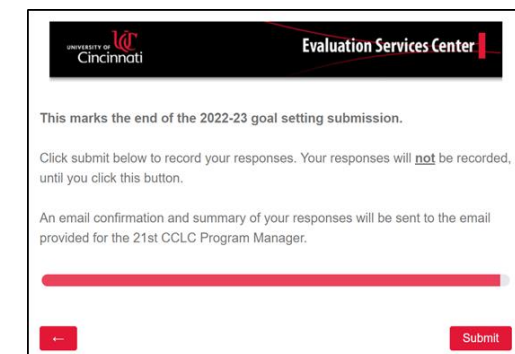 UNIVERSITY OF
Cincinnati
Evaluation Services Center
This marks the end of the 2022-23 goal setting submission.
Click submit below to record your responses. Your responses will not be recorded,
until you click this button.
An email confirmation and summary of your responses will be sent to the email
provided for the 21st CCLC Program Manager.
←
Submit